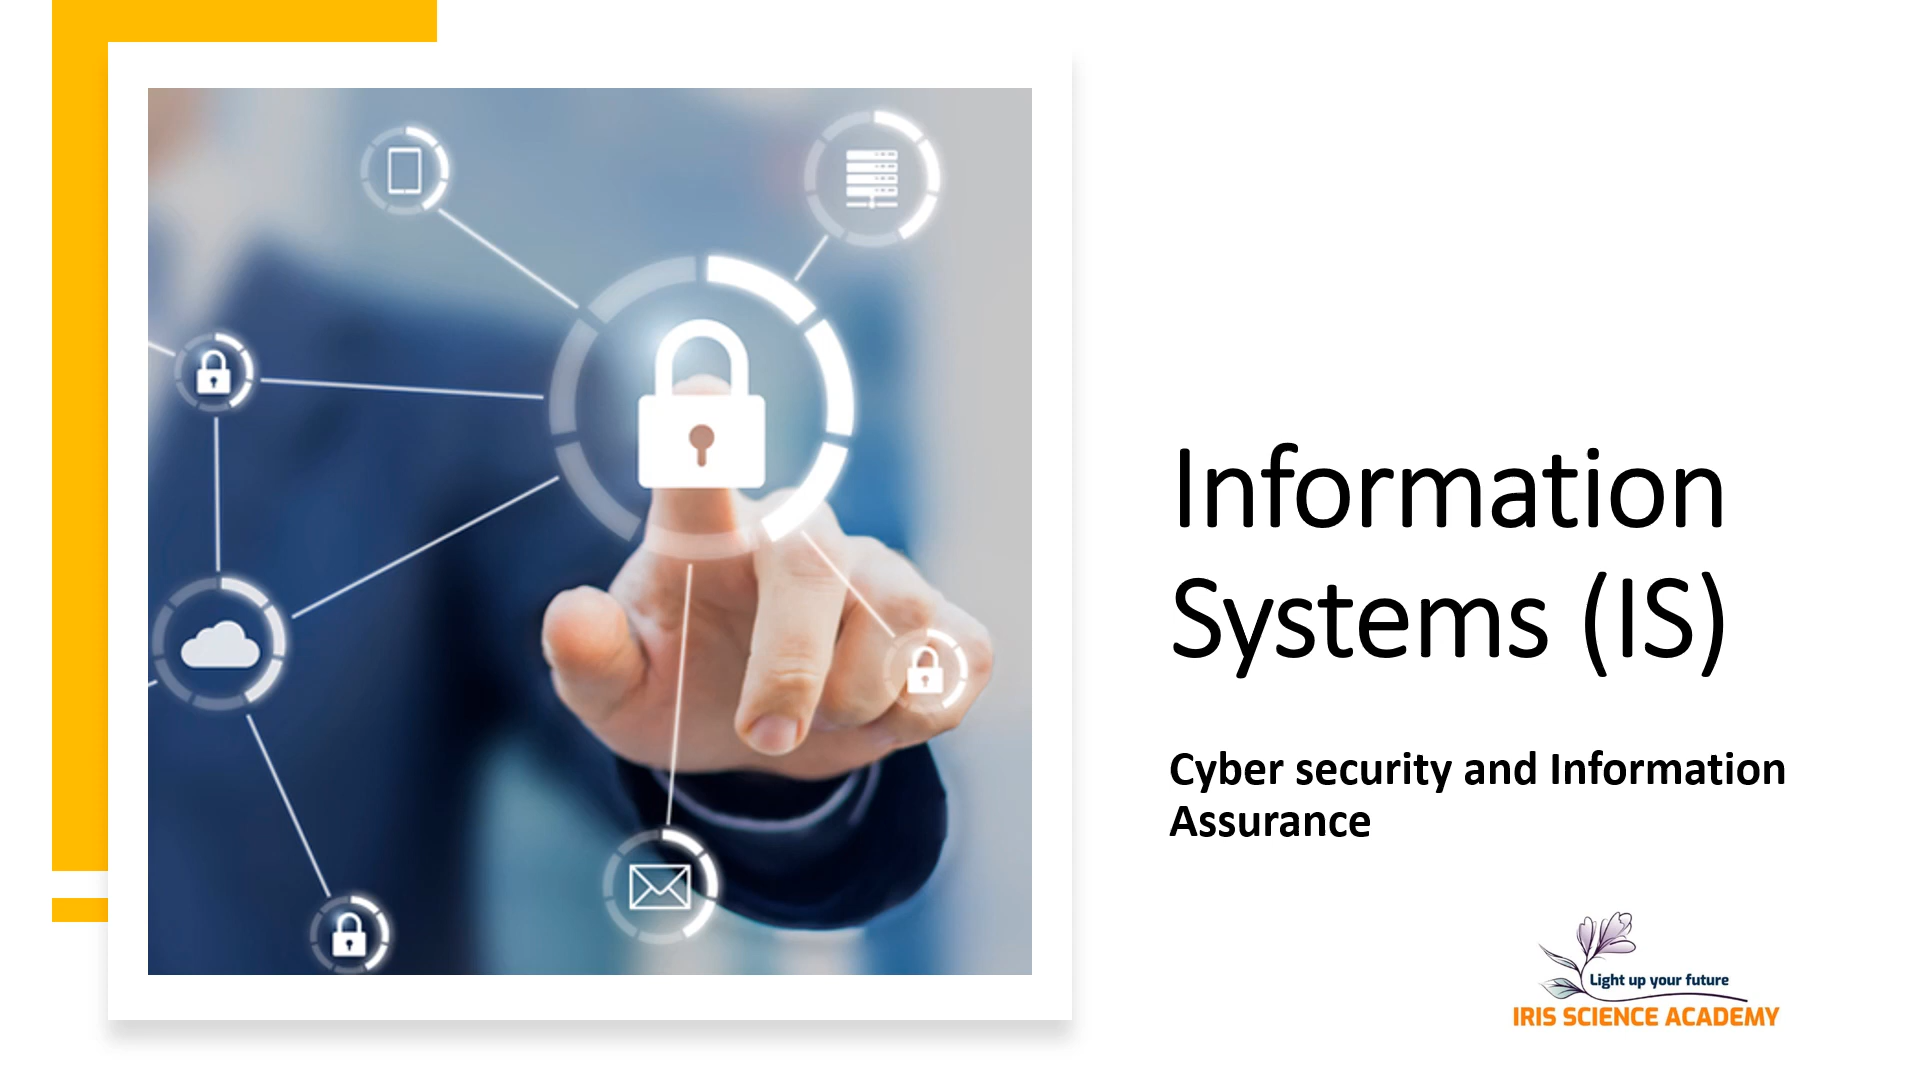 Information
Systems (IS)
Cyber security and Information
Assurance
Light up your future
IRIS SCIENCE ACADEMY